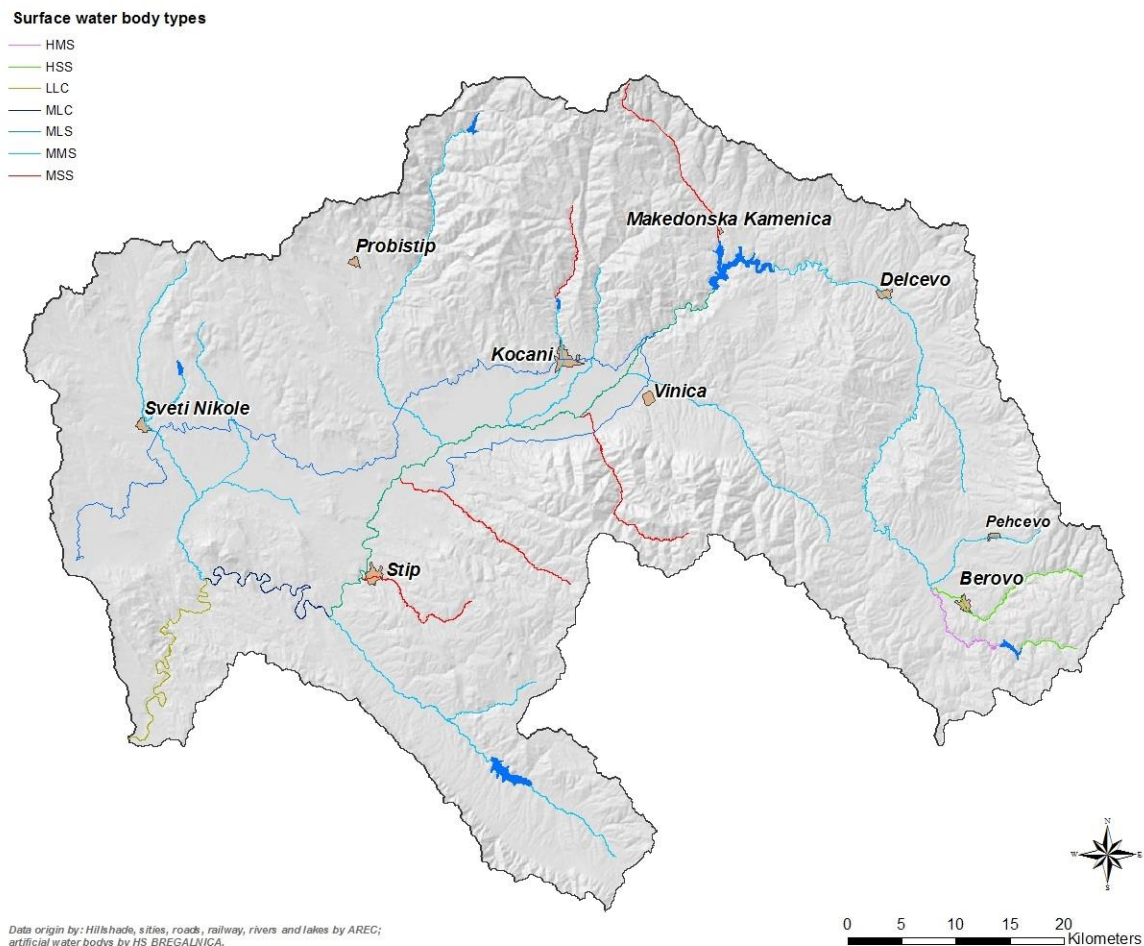 Surface water body types
HMS
HSS
LLC
MLC
MLS
MMS
MSS
Makedonska Kamenica
Probistip
Delcevo
Kocani
Vinica
Sveti Nikole
Pehcevo
Stip
Berovo
N
W
E
S
0 5 10 15 20
Kilometers
Data origin by: Hillshade, sities, roads, railway, rivers and lakes by AREC;
artificial water bodys by HS BREGALNICA.